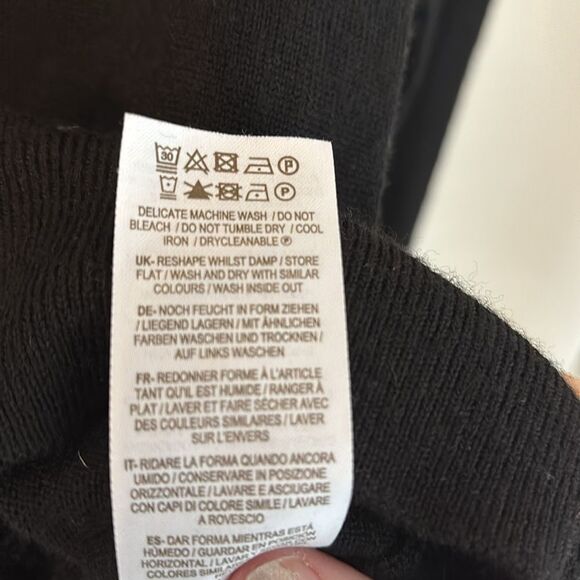 30 P
P
DELICATE MACHINE WASH / DO NOT
BLEACH / DO NOT TUMBLE DRY / COOL
IRON / DRYCLEANABLE Ⓟ
UK- RESHAPE WHILST DAMP / STORE
FLAT / WASH AND DRY WITH SIMILAR
COLOURS / WASH INSIDE OUT
DE- NOCH FEUCHT IN FORM ZIEHEN
/ LIEGEND LAGERN / MIT ÄHNLICHEN
FARBEN WASCHEN UND TROCKNEN /
AUF LINKS WASCHEN
FR- REDONNER FORME À L'ARTICLE
TANT QU'IL EST HUMIDE / RANGER À
PLAT / LAVER ET FAIRE SÉCHER AVEC
DES COULEURS SIMILAIRES / LAVER
SUR L'ENVERS
IT- RIDARE LA FORMA QUANDO ANCORA
UMIDO / CONSERVARE IN POSIZIONE
ORIZZONTALE / LAVARE E ASCIUGARE
CON CAPI DI COLORE SIMILE / LAVARE
A ROVESCIO
ES- DAR FORMA MIENTRAS ESTÁ
HÚMEDO / GUARDAR EN POSICIÓN
HORIZONTAL / LAVAR Y
COLORES